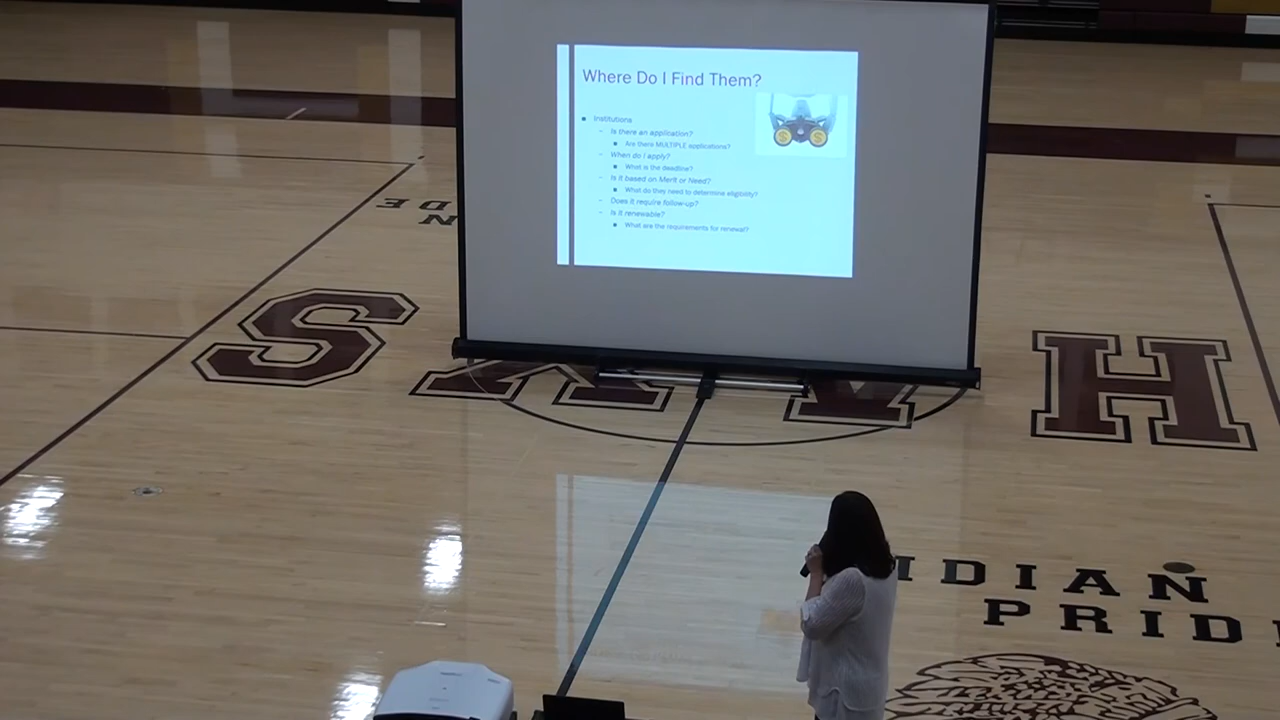 Where Do I Find Them?
Institutions
Is there an application?
Are there MULTIPLE applications?
When do I apply?
What is the deadline?
Is it based on Merit or Need?
What do they need to determine eligibility?
Does it require follow-up?
Is it renewable?
What are the requirements for renewal?
S
H
DIAN
PRID